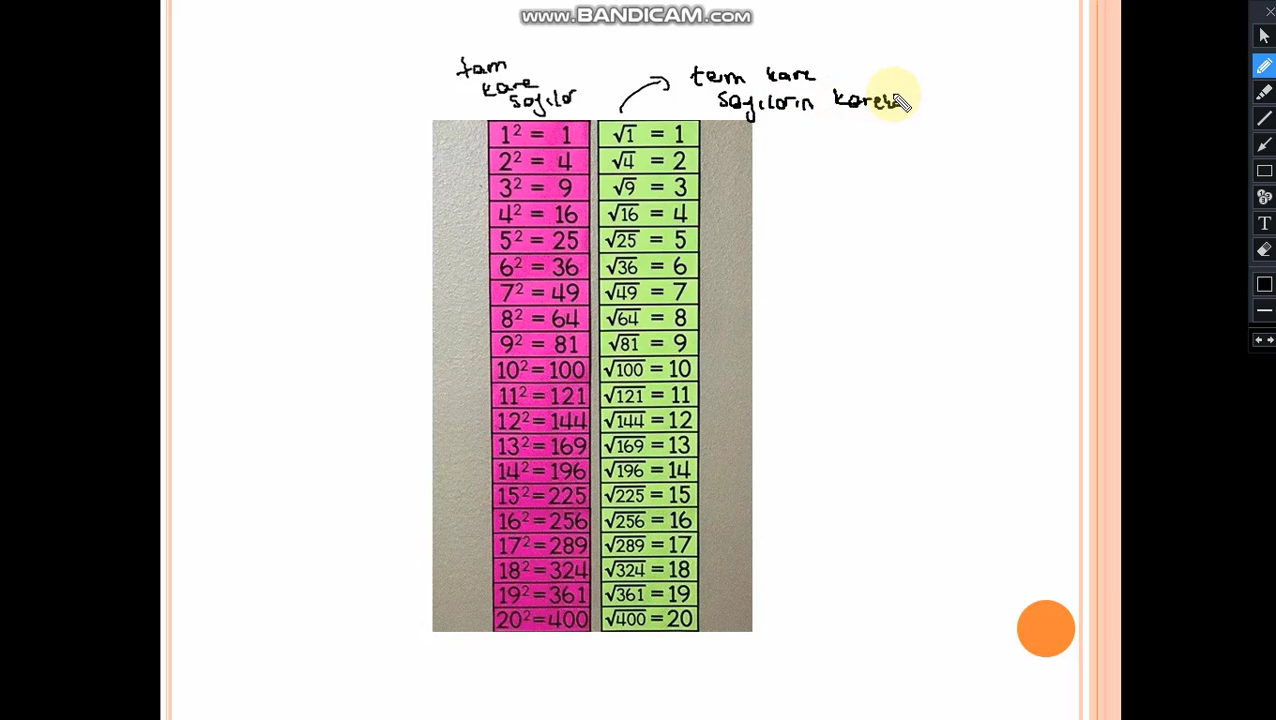 www.BANDICAM.com
tam
kare
sayılar
tam kare
sayıların
1² = 1
2² = 4
3² = 9
4² = 16
5² = 25
6² = 36
7² = 49
8² = 64
9² = 81
10² = 100
11² = 121
12² = 144
13² = 169
14² = 196
15² = 225
16² = 256
17² = 289
18² = 324
19² = 361
20² = 400
√1 = 1
√4 = 2
√9 = 3
√16 = 4
√25 = 5
√36 = 6
√49 = 7
√64 = 8
√81 = 9
√100 = 10
√121 = 11
√144 = 12
√169 = 13
√196 = 14
√225 = 15
√256 = 16
√289 = 17
√324 = 18
√361 = 19
√400 = 20
T